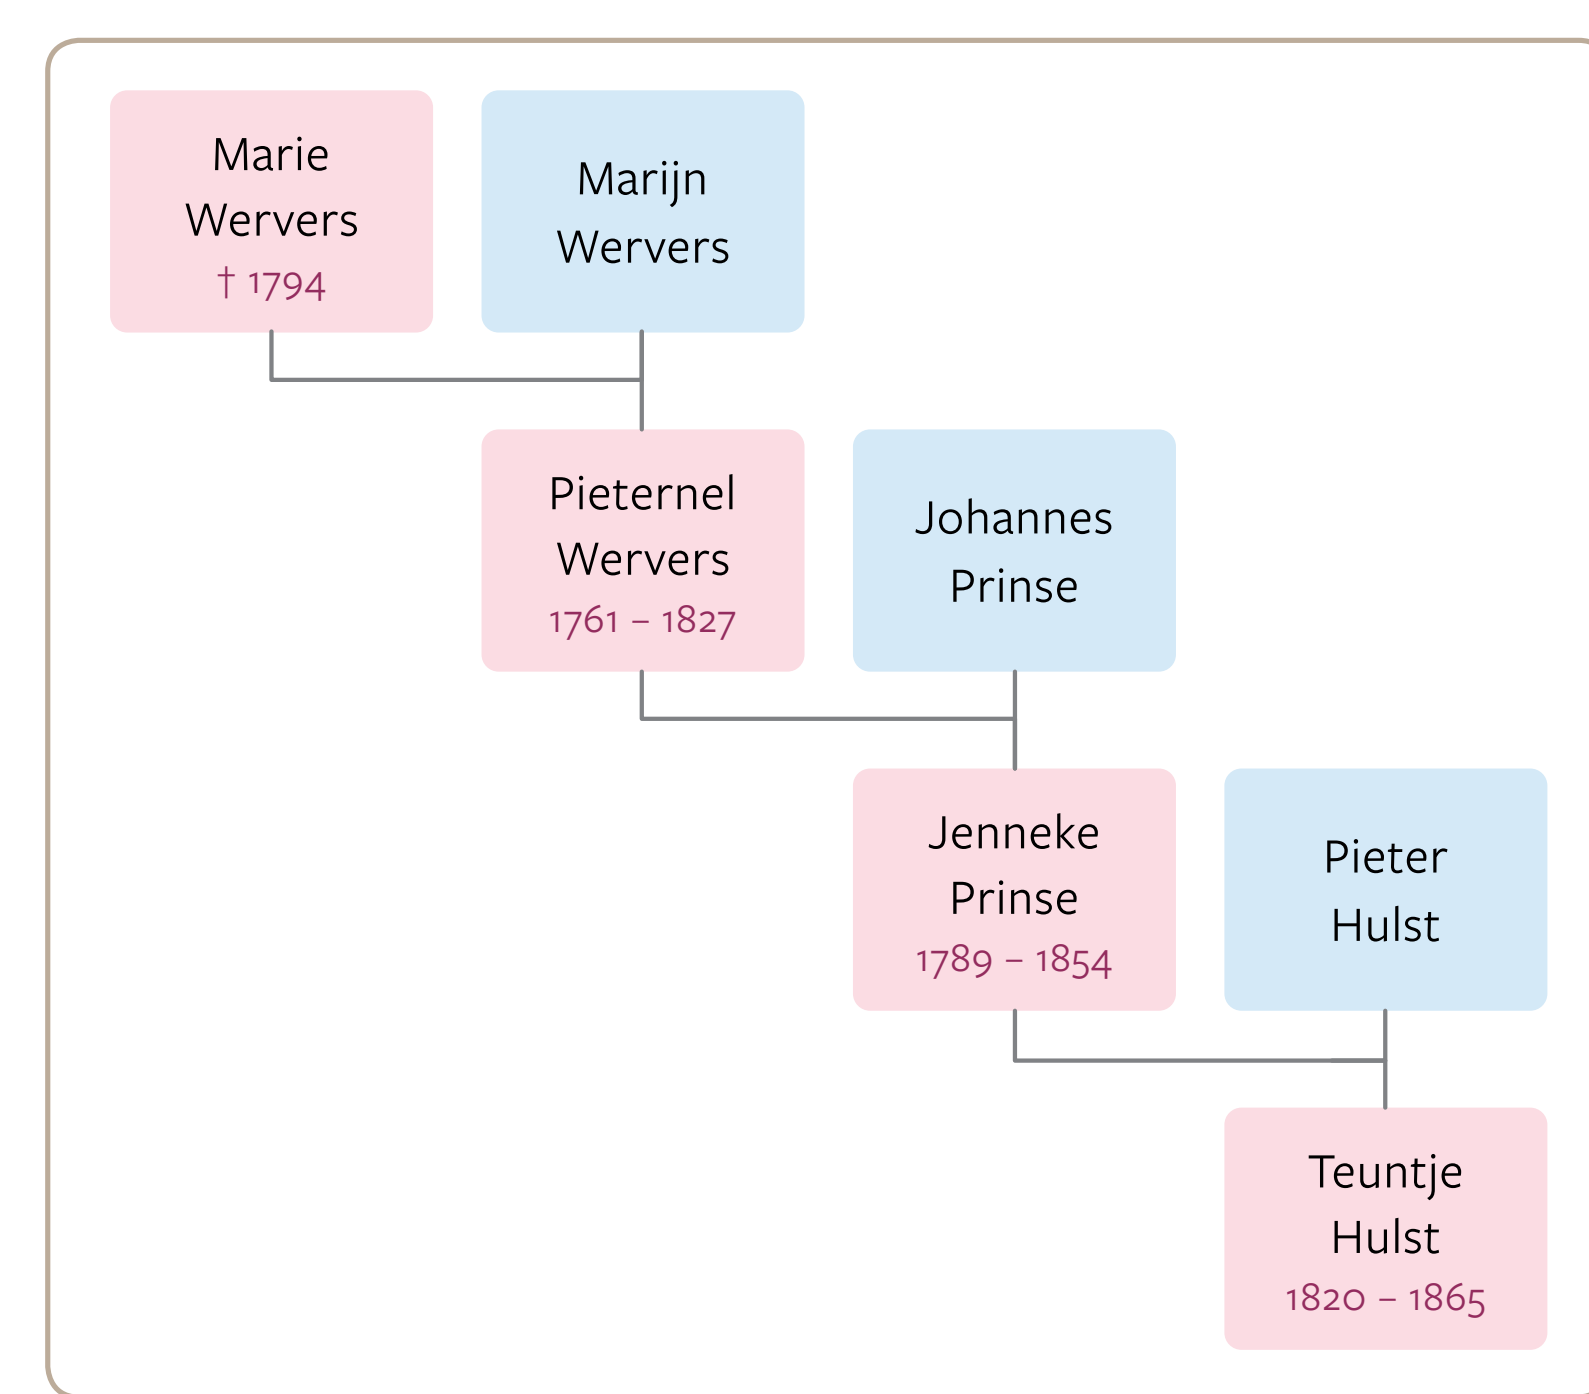 Marie
Wervers
† 1794
Marijn
Wervers
Pieternel
Wervers
1761 – 1827
Johannes
Prinse
Jenneke
Prinse
1789 – 1854
Pieter
Hulst
Teuntje
Hulst
1820 – 1865